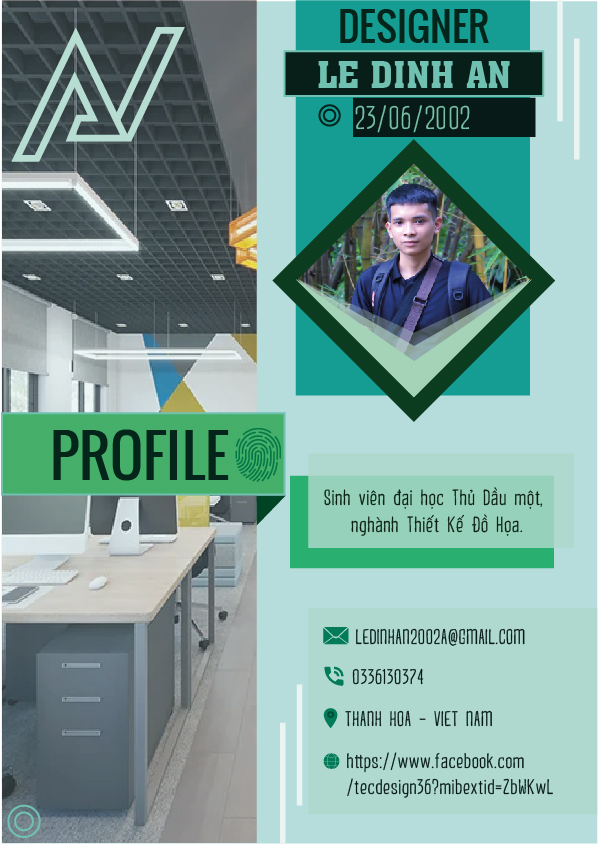 DESIGNER
LE DINH AN
23/06/2002
PROFILE
Sinh viên đại học Thủ Dầu một,
nghành Thiết Kế Đồ Họa.
LEDINHAN2002A@GMAIL.COM
0336130374
THANH HOA - VIET NAM
https://www.facebook.com
/tecdesign36?mibextid=ZbWKwL